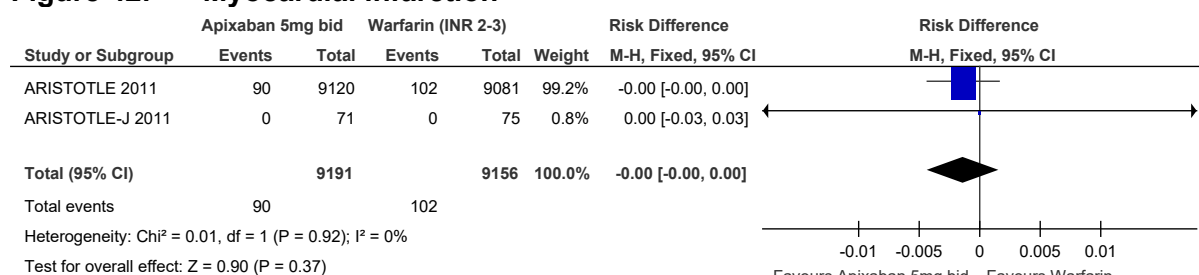 Apixaban 5mg bid Warfarin (INR 2-3) Risk Difference Risk Difference
Study or Subgroup Events Total Events Total Weight M-H, Fixed, 95% CI M-H, Fixed, 95% CI
ARISTOTLE 2011 90 9120 102 9081 99.2% -0.00 [-0.00, 0.00]
ARISTOTLE-J 2011 0 71 0 75 0.8% 0.00 [-0.03, 0.03]
Total (95% CI) 9191 9156 100.0% -0.00 [-0.00, 0.00]
Total events 90 102
Heterogeneity: Chi² = 0.01, df = 1 (P = 0.92); I² = 0%
Test for overall effect: Z = 0.90 (P = 0.37)
-0.01 -0.005 0 0.005 0.01
Favours Apixaban 5mg bid Favours Warfarin